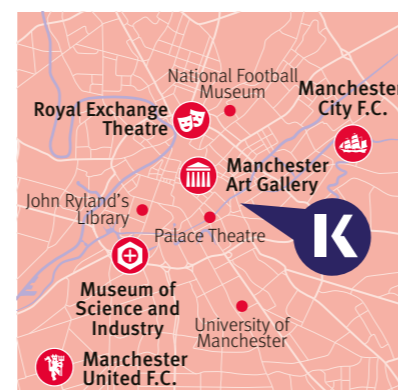 National Football
Museum
Manchester
City F.C.
Royal Exchange
Theatre
Manchester
Art Gallery
John Ryland's
Library
Palace Theatre
K
Museum of
Science and
Industry
University of
Manchester
Manchester
United F.C.